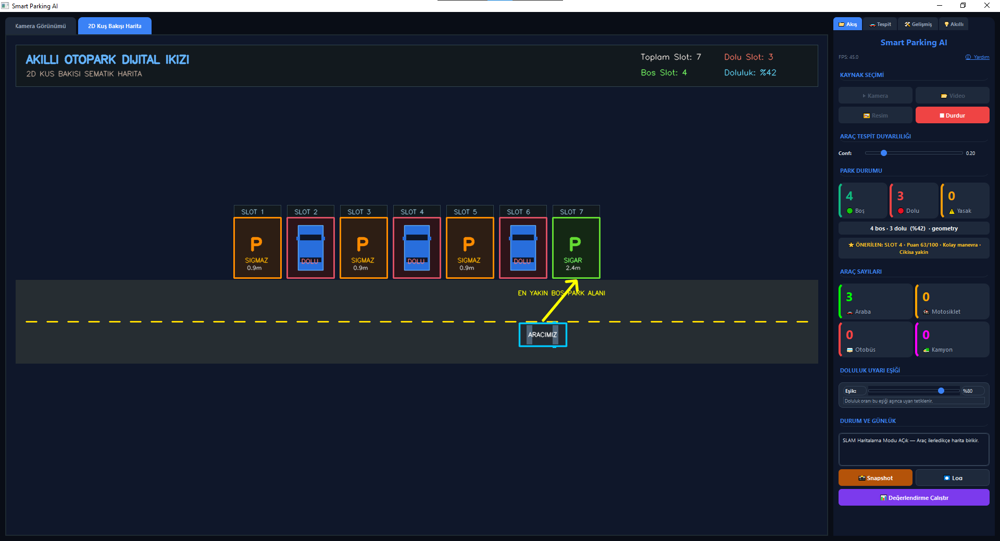 Smart Parking AI
Kamera Görünümü
2D Kuş Bakışı Harita
AKILLI OTOPARK DIJITAL IKIZI
2D KUS BAKISI SEMATIK HARITA
Toplam Slot: 7
Dolu Slot: 3
Bos Slot: 4
Doluluk: %42
SLOT 1
SLOT 2
SLOT 3
SLOT 4
SLOT 5
SLOT 6
SLOT 7
P
SIGMAZ
0.9m
DOLU
P
SIGMAZ
0.9m
DOLU
P
SIGMAZ
0.9m
DOLU
P
SIGAR
2.4m
EN YAKIN BOS PARK ALANI
ARACIMIZ
Akış
Tespit
Gelişmiş
Akıllı
Smart Parking AI
FPS: 45.0
Yardım
KAYNAK SEÇİMİ
Kamera
Video
Resim
Durdur
ARAÇ TESPİT DUYARLILIĞI
Conf:
0.20
PARK DURUMU
4
Boş
3
Dolu
0
Yasak
4 bos · 3 dolu (%42) · geometry
ÖNERİLEN: SLOT 4 · Puan 63/100 · Kolay manevra ·
Cikisa yakin
ARAÇ SAYILARI
3
Araba
0
Motosiklet
0
Otobüs
0
Kamyon
DOLULUK UYARI EŞİĞİ
Eşik:
%80
Doluluk oranı bu eşiği aşınca uyarı tetiklenir.
DURUM VE GÜNLÜK
SLAM Haritalama Modu AÇık — Araç ilerledikçe harita birikir.
Snapshot
Log
Değerlendirme Çalıştır